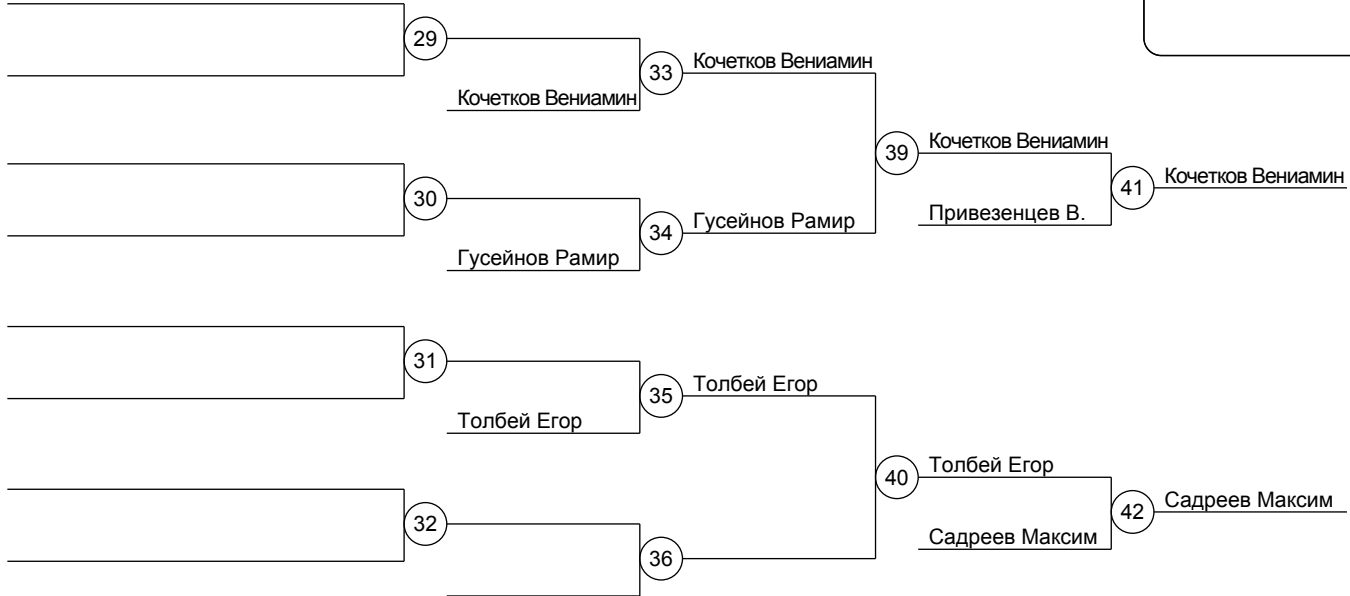 29
Кочетков Вениамин
33
Кочетков Вениамин
30
Гусейнов Рамир
34
Гусейнов Рамир
39
Кочетков Вениамин
Привезенцев В.
41
Кочетков Вениамин
31
Толбей Егор
35
Толбей Егор
32
36
40
Толбей Егор
Садреев Максим
42
Садреев Максим